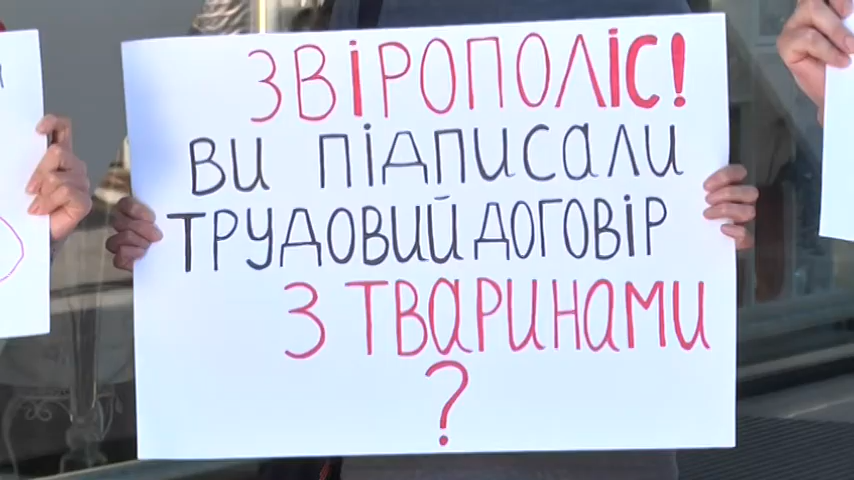 ЗВІРОПОЛІС!
ВИ ПІДПИСАЛИ
ТРУДОВИЙ ДОГОВІР
З ТВАРИНАМИ
?